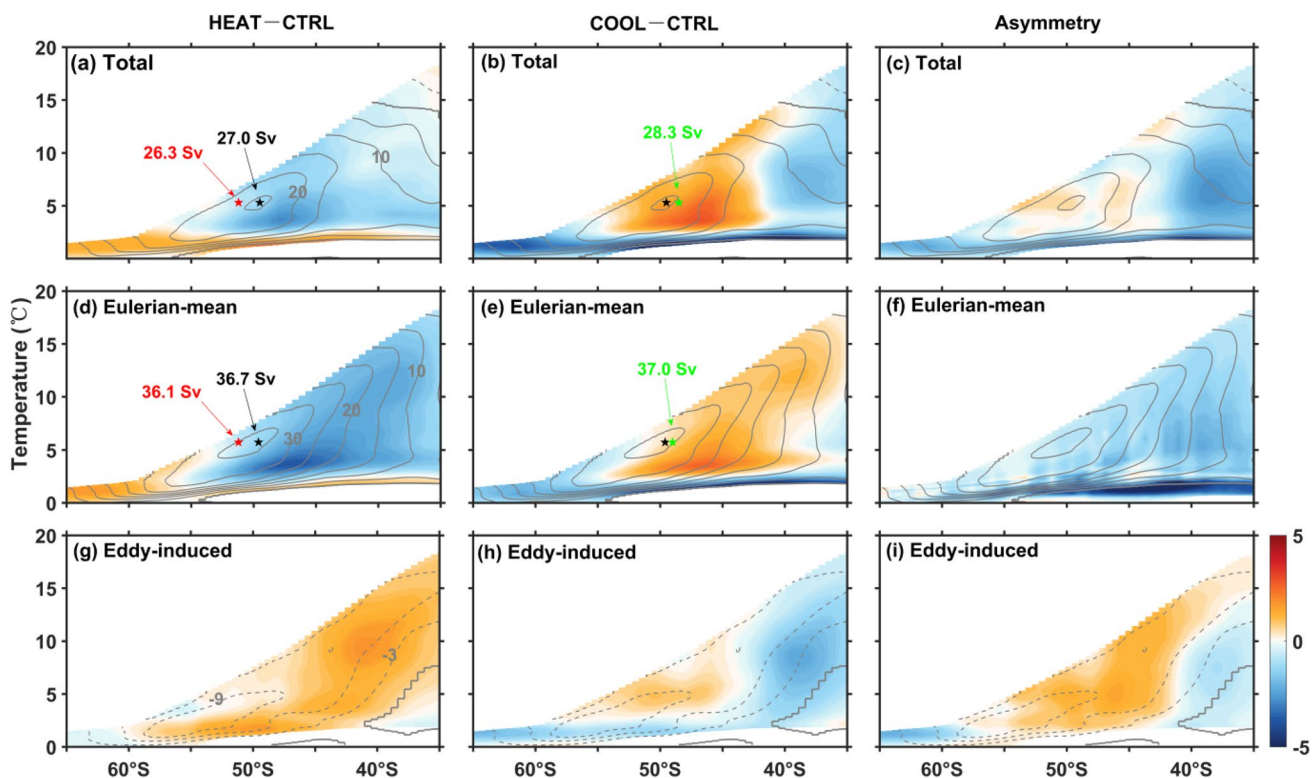 HEAT—CTRL COOL—CTRL Asymmetry
20 (a) Total (b) Total (c) Total
15
10
5
0
27.0 Sv
26.3 Sv
10
20
28.3 Sv
20 (d) Eulerian-mean (e) Eulerian-mean (f) Eulerian-mean
15
10
5
0
36.7 Sv
36.1 Sv
10
20
30
37.0 Sv
Temperature (℃)
20 (g) Eddy-induced (h) Eddy-induced (i) Eddy-induced
15
10
5
0
-3
-9
5
0
-5
60°S 50°S 40°S 60°S 50°S 40°S 60°S 50°S 40°S